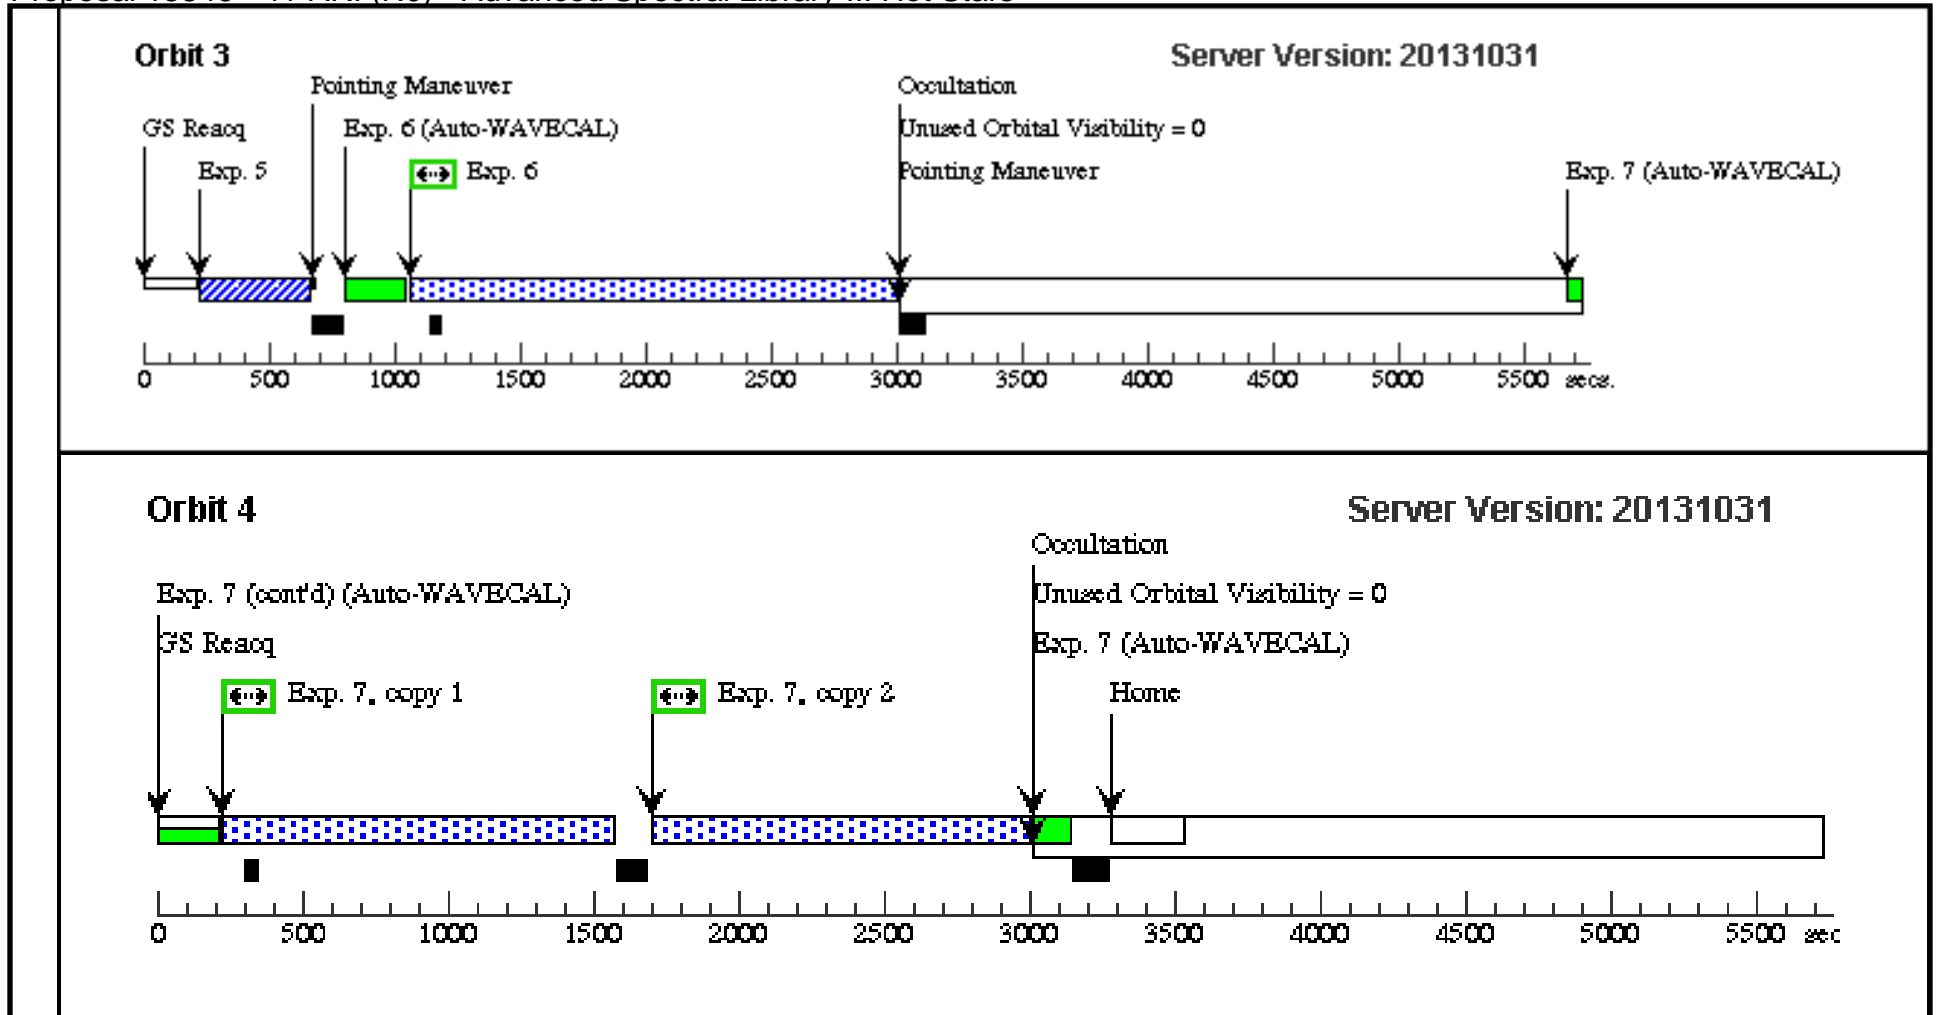 Orbit 3
Server Version: 20131031
Pointing Maneuver
Occultation
GS Reacq
Exp. 6 (Auto-WAVECAL)
Unused Orbital Visibility = 0
Exp. 5
Exp. 6
Pointing Maneuver
Exp. 7 (Auto-WAVECAL)
0 500 1000 1500 2000 2500 3000 3500 4000 4500 5000 5500 secs.
Orbit 4
Server Version: 20131031
Occultation
Exp. 7 (cont'd) (Auto-WAVECAL)
Unused Orbital Visibility = 0
GS Reacq
Exp. 7 (Auto-WAVECAL)
Exp. 7, copy 1
Exp. 7, copy 2
Home
0 500 1000 1500 2000 2500 3000 3500 4000 4500 5000 5500 sec